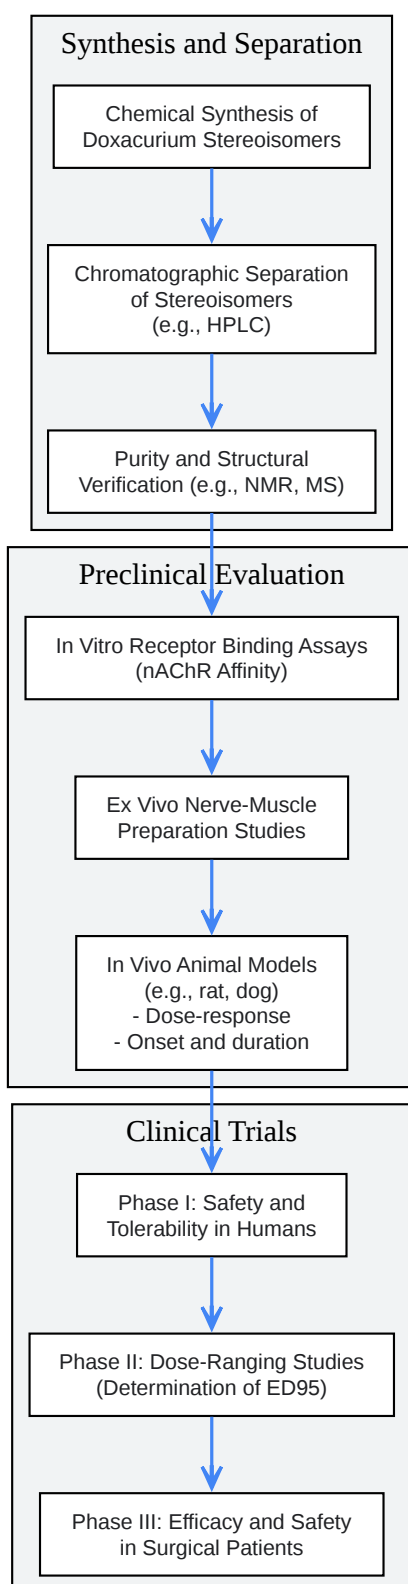 Synthesis and Separation
Chemical Synthesis of
Doxacurium Stereoisomers
Chromatographic Separation
of Stereoisomers
(e.g., HPLC)
Purity and Structural
Verification (e.g., NMR, MS)
Preclinical Evaluation
In Vitro Receptor Binding Assays
(nAChR Affinity)
Ex Vivo Nerve-Muscle
Preparation Studies
In Vivo Animal Models
(e.g., rat, dog)
- Dose-response
- Onset and duration
Clinical Trials
Phase I: Safety and
Tolerability in Humans
Phase II: Dose-Ranging Studies
(Determination of ED95)
Phase III: Efficacy and Safety
in Surgical Patients